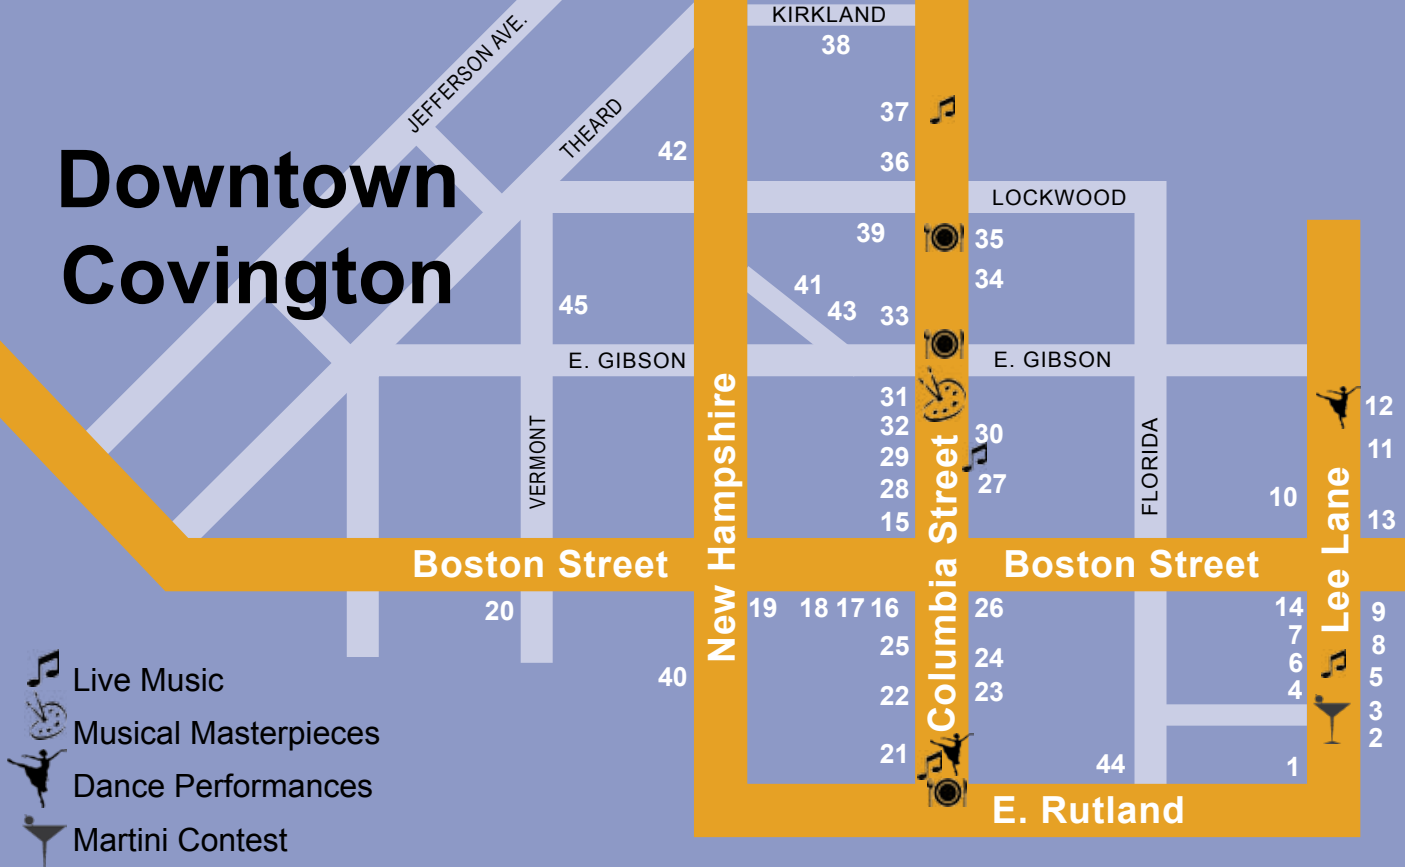 KIRKLAND
38
JEFFERSON AVE.
37
THEARD
42
36
Downtown
Covington
LOCKWOOD
39
35
34
41
43
33
45
E. GIBSON
E. GIBSON
31
32
29
28
15
30
27
12
11
10
13
VERMONT
New Hampshire
Columbia Street
FLORIDA
Lee Lane
Boston Street
Boston Street
20
19 18 17 16
26
14
9
7
8
25
24
6
5
40
22
23
4
3
2
21
44
1
E. Rutland
Live Music
Musical Masterpieces
Dance Performances
Martini Contest